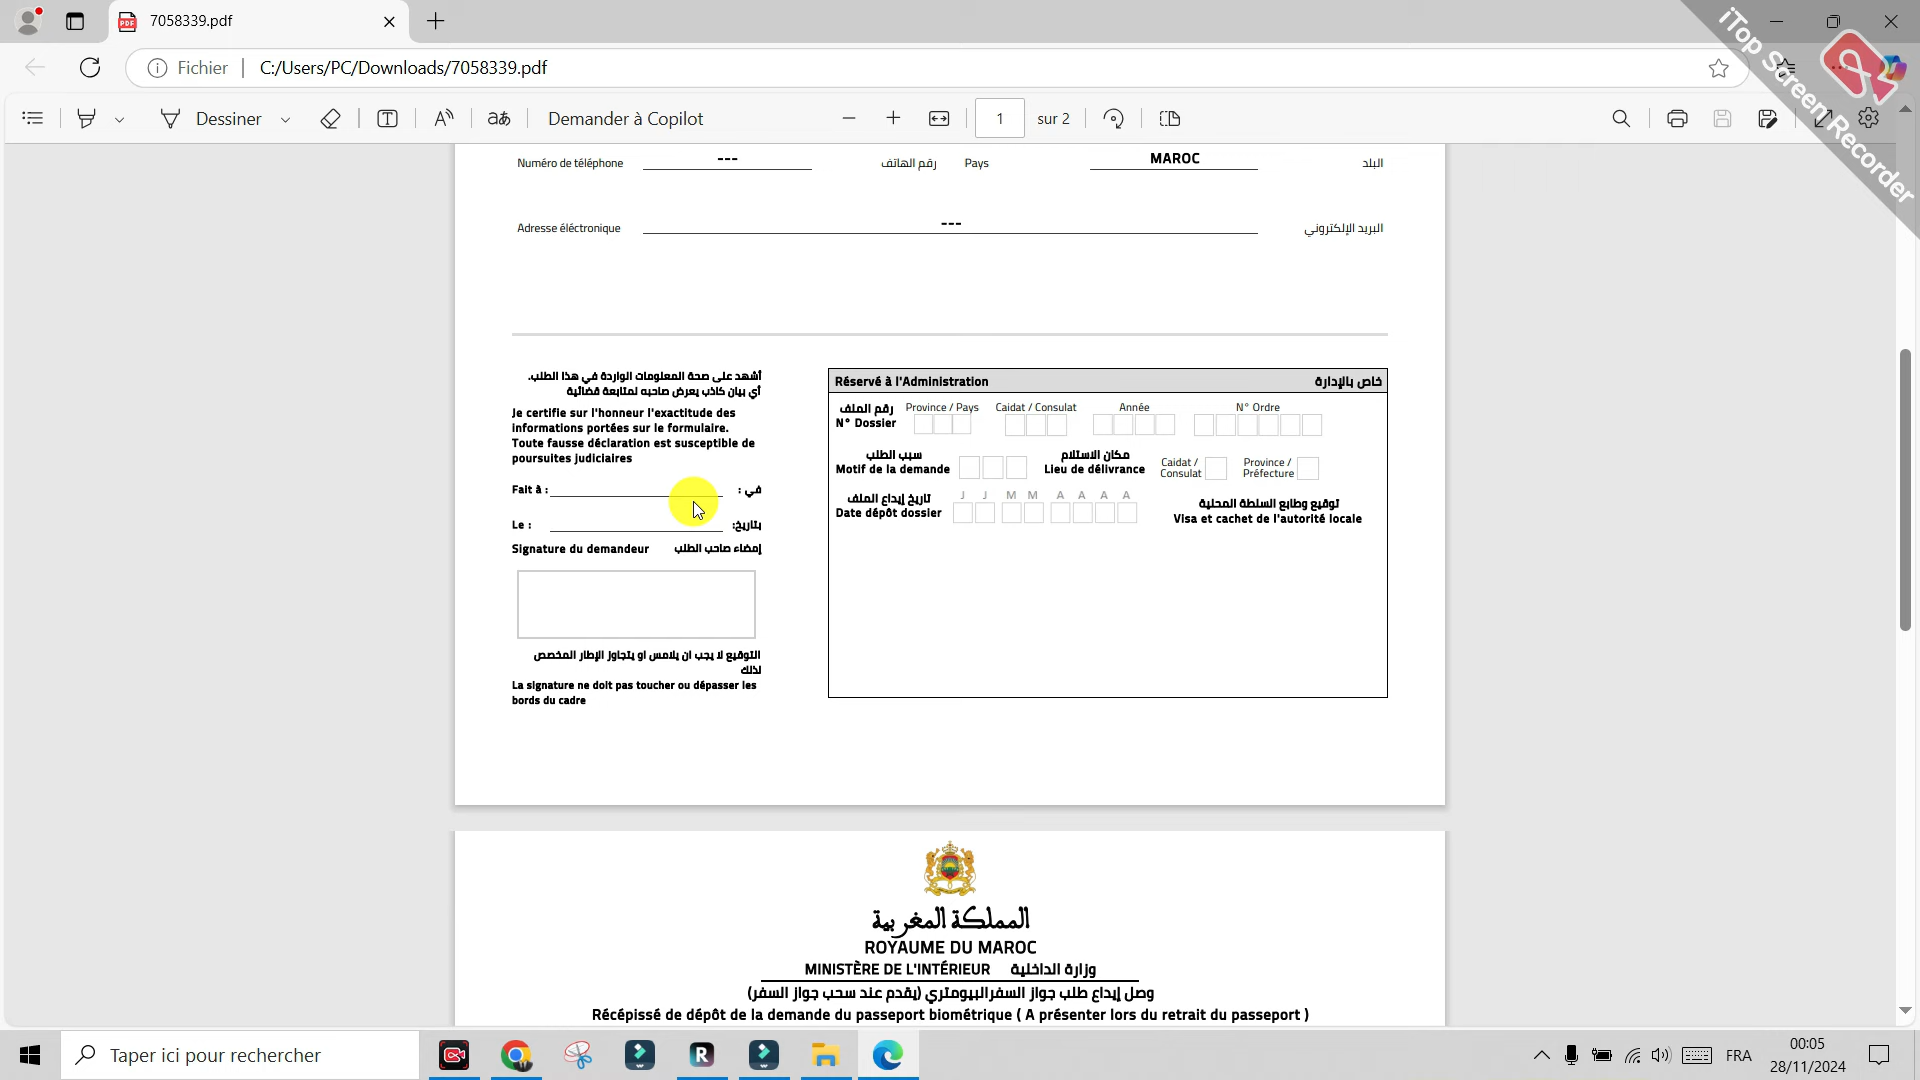 7058339.pdf
Fichier C:/Users/PC/Downloads/7058339.pdf
iTop Screen Recorder
Dessiner
Demander à Copilot
1 sur 2
Numéro de téléphone --- رقم الهاتف Pays MAROC البلد
Adresse éléctronique --- البريد الإلكتروني
أشهد على صحة المعلومات الواردة في هذا الطلب.
أي بيان كاذب يعرض صاحبه لمتابعة قضائية
Je certifie sur l'honneur l'exactitude des
informations portées sur le formulaire.
Toute fausse déclaration est susceptible de
poursuites judiciaires
Fait à : في :
Le : بتاريخ:
Signature du demandeur إمضاء صاحب الطلب
التوقيع لا يجب ان يلامس او يتجاوز الإطار المخصص
لذلك
La signature ne doit pas toucher ou dépasser les
bords du cadre
Réservé à l'Administration خاص بالإدارة
رقم الملف Province / Pays Caidat / Consulat Année N° Ordre
N° Dossier
سبب الطلب مكان الاستلام
Motif de la demande Lieu de délivrance Caidat / Consulat Province / Préfecture
تاريخ إيداع الملف J J M M A A A A توقيع وطابع السلطة المحلية
Date dépôt dossier Visa et cachet de l'autorité locale
المملكة المغربية
ROYAUME DU MAROC
MINISTÈRE DE L'INTÉRIEUR وزارة الداخلية
وصل إيداع طلب جواز السفر البيومتري (يقدم عند سحب جواز السفر)
Récépissé de dépôt de la demande du passeport biométrique ( A présenter lors du retrait du passeport )
Taper ici pour rechercher
FRA
00:05
28/11/2024